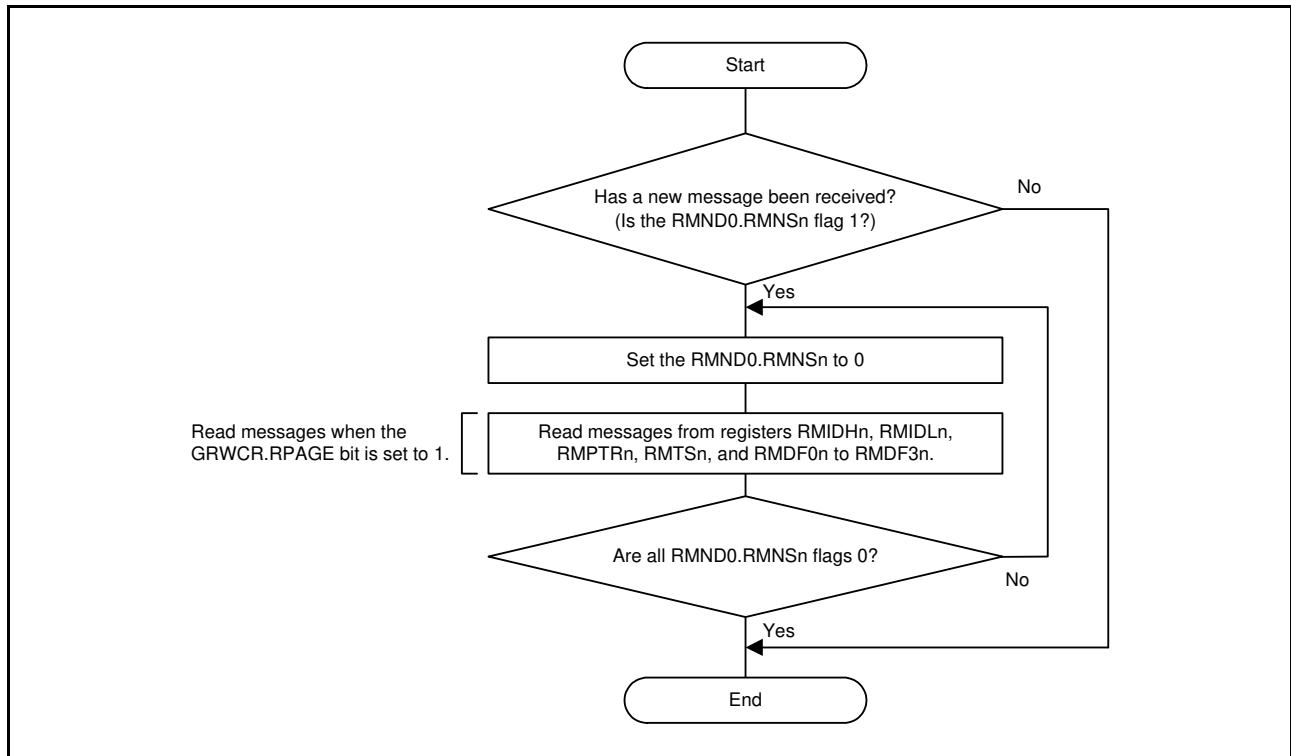 Start
Has a new message been received?
(Is the RMND0.RMNSn flag 1?)
No
Yes
Set the RMND0.RMNSn to 0
Read messages when the
GRWCR.RPAGE bit is set to 1.
Read messages from registers RMIDHn, RMIDLn,
RMPTRn, RMTSn, and RMDF0n to RMDF3n.
Are all RMND0.RMNSn flags 0?
No
Yes
End